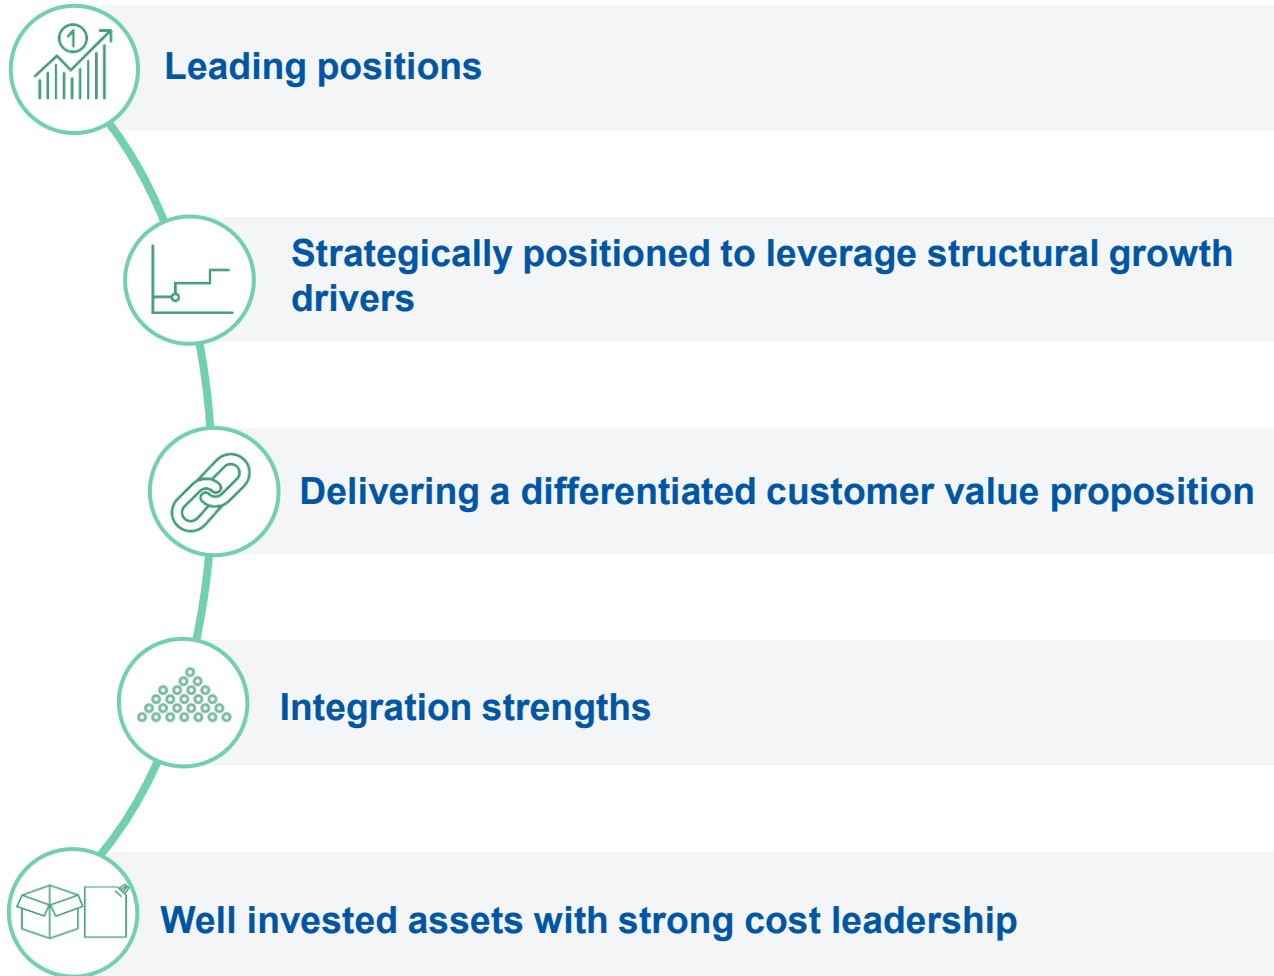 1
Leading positions
Strategically positioned to leverage structural growth
drivers
Delivering a differentiated customer value proposition
Integration strengths
Well invested assets with strong cost leadership